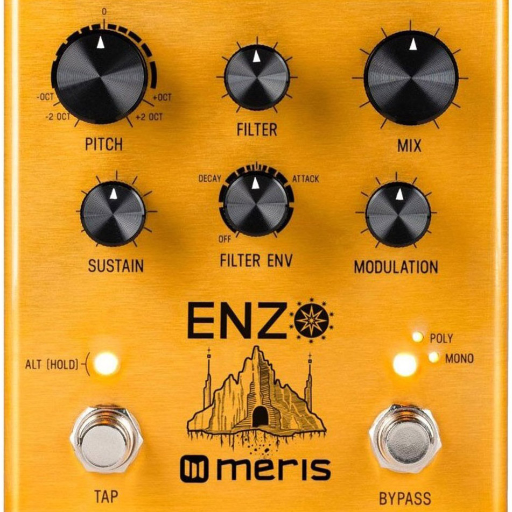 0
-OCT +OCT
-2 OCT +2 OCT
PITCH
FILTER
MIX
DECAY ATTACK
OFF
SUSTAIN
FILTER ENV
MODULATION
ENZO
POLY
MONO
ALT (HOLD)
meris
TAP
BYPASS